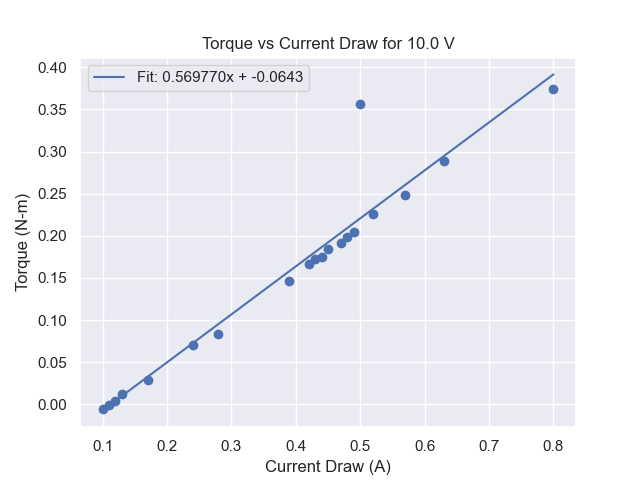 Torque vs Current Draw for 10.0 V
Fit: 0.569770x + -0.0643
0.40
0.35
0.30
0.25
0.20
0.15
0.10
0.05
0.00
Torque (N-m)
0.1 0.2 0.3 0.4 0.5 0.6 0.7 0.8
Current Draw (A)